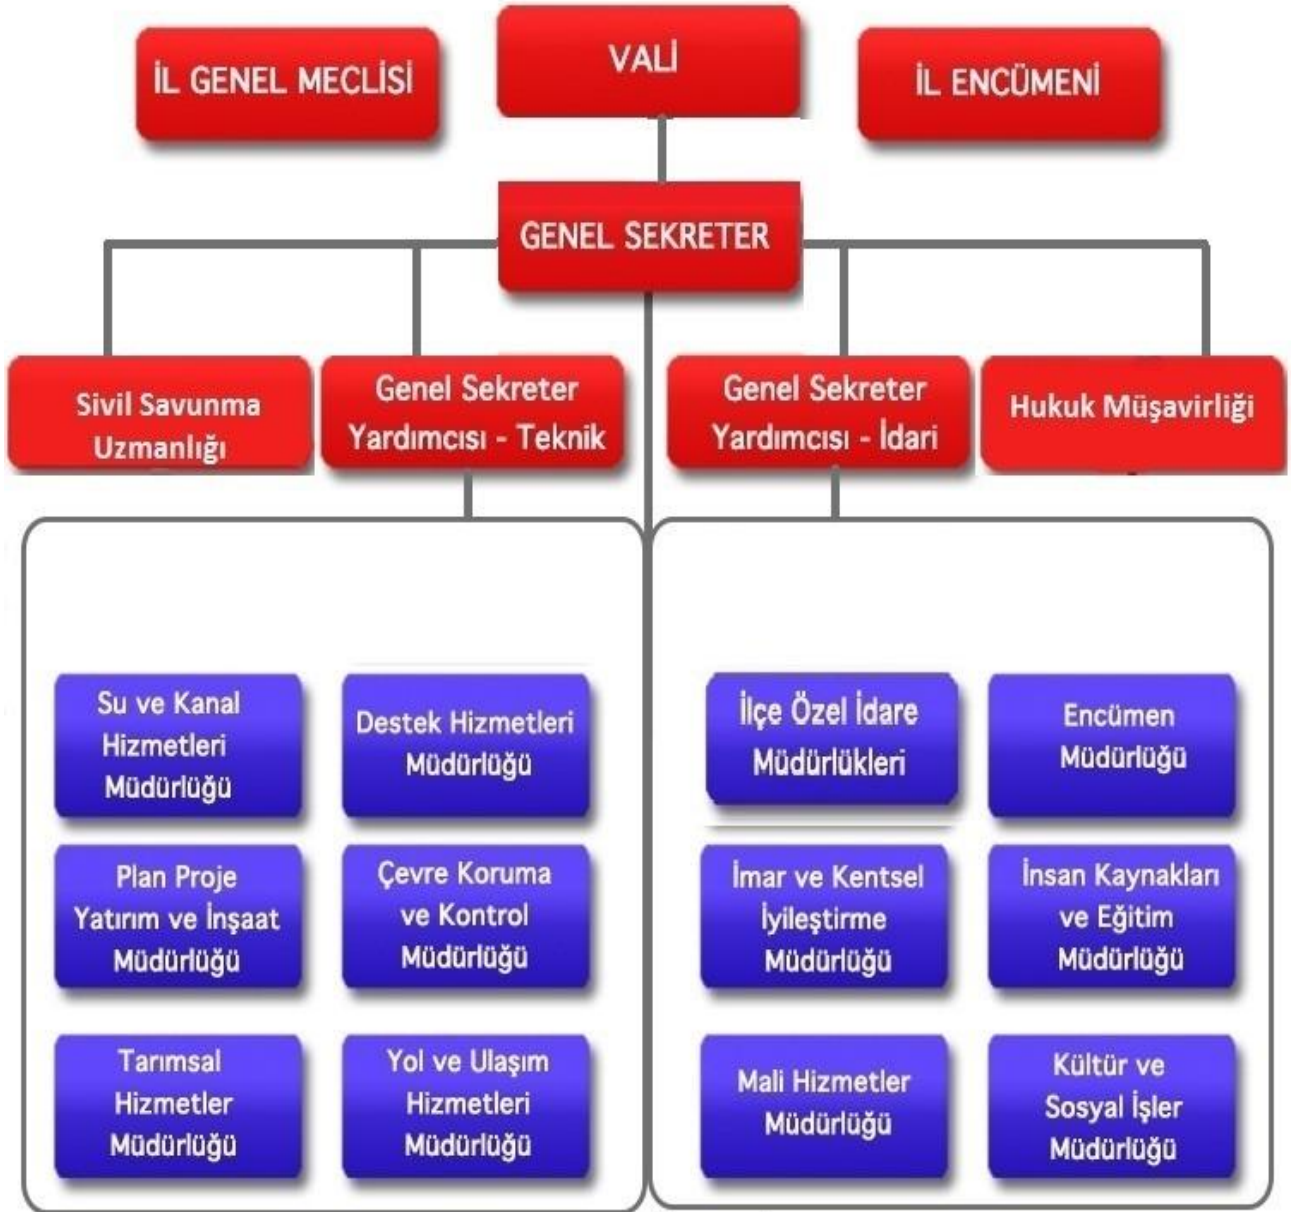 İL GENEL MECLİSİ
VALİ
İL ENCÜMENİ
GENEL SEKRETER
Sivil Savunma
Uzmanlığı
Genel Sekreter
Yardımcısı - Teknik
Genel Sekreter
Yardımcısı - İdari
Hukuk Müşavirliği
Su ve Kanal
Hizmetleri
Müdürlüğü
Destek Hizmetleri
Müdürlüğü
İlçe Özel İdare
Müdürlükleri
Encümen
Müdürlüğü
Plan Proje
Yatırım ve İnşaat
Müdürlüğü
Çevre Koruma
ve Kontrol
Müdürlüğü
İmar ve Kentsel
İyileştirme
Müdürlüğü
İnsan Kaynakları
ve Eğitim
Müdürlüğü
Tarımsal
Hizmetler
Müdürlüğü
Yol ve Ulaşım
Hizmetleri
Müdürlüğü
Mali Hizmetler
Müdürlüğü
Kültür ve
Sosyal İşler
Müdürlüğü